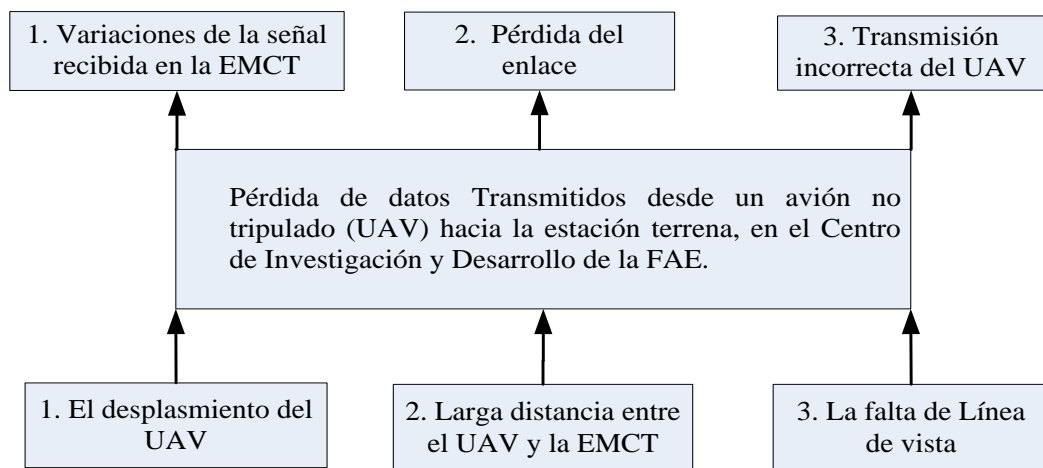 1. Variaciones de la señal
recibida en la EMCT
2. Pérdida del
enlace
3. Transmisión
incorrecta del UAV
Pérdida de datos Transmitidos desde un avión no
tripulado (UAV) hacia la estación terrena, en el Centro
de Investigación y Desarrollo de la FAE.
1. El desplasmiento del
UAV
2. Larga distancia entre
el UAV y la EMCT
3. La falta de Línea
de vista